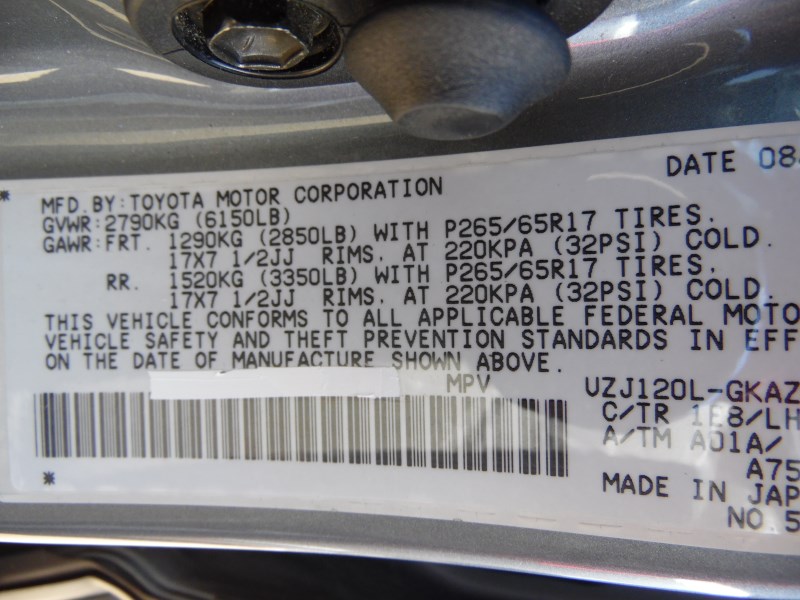 DATE 08
* MFD.BY:TOYOTA MOTOR CORPORATION
GVWR:2790KG (6150LB)
GAWR:FRT. 1290KG (2850LB) WITH P265/65R17 TIRES.
17X7 1/2JJ RIMS. AT 220KPA (32PSI) COLD.
RR. 1520KG (3350LB) WITH P265/65R17 TIRES.
17X7 1/2JJ RIMS. AT 220KPA (32PSI) COLD.
THIS VEHICLE CONFORMS TO ALL APPLICABLE FEDERAL MOTO
VEHICLE SAFETY AND THEFT PREVENTION STANDARDS IN EFF
ON THE DATE OF MANUFACTURE SHOWN ABOVE.
MPV UZJ120L-GKAZ
C/TR 1E8/LH
A/TM A01A/
A75
* MADE IN JAP
NO.5